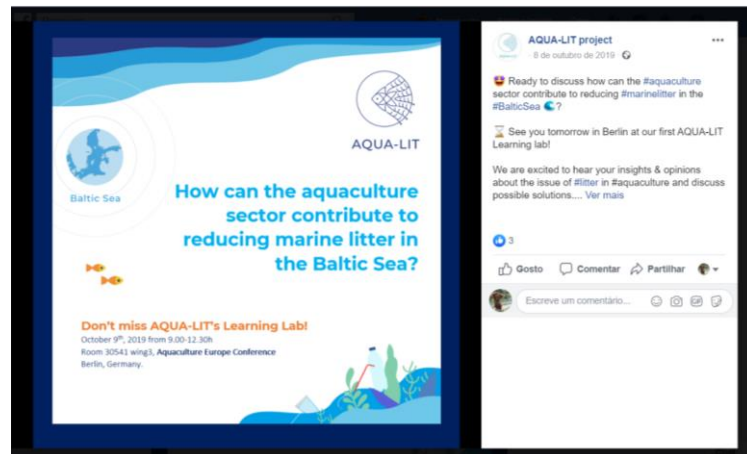 AQUA-LIT
Baltic Sea
How can the aquaculture
sector contribute to
reducing marine litter in
the Baltic Sea?
Don't miss AQUA-LIT's Learning Lab!
October 9th, 2019 from 9.00-12.30h
Room 30541 wing3, Aquaculture Europe Conference
Berlin, Germany.
AQUA-LIT project
8 de outubro de 2019
Ready to discuss how can the #aquaculture
sector contribute to reducing #marinelitter in the
#BalticSea ?
See you tomorrow in Berlin at our first AQUA-LIT
Learning lab!
We are excited to hear your insights & opinions
about the issue of #litter in #aquaculture and discuss
possible solutions.... Ver mais
3
Gosto Comentar Partilhar
Escreve um comentário...
GIF